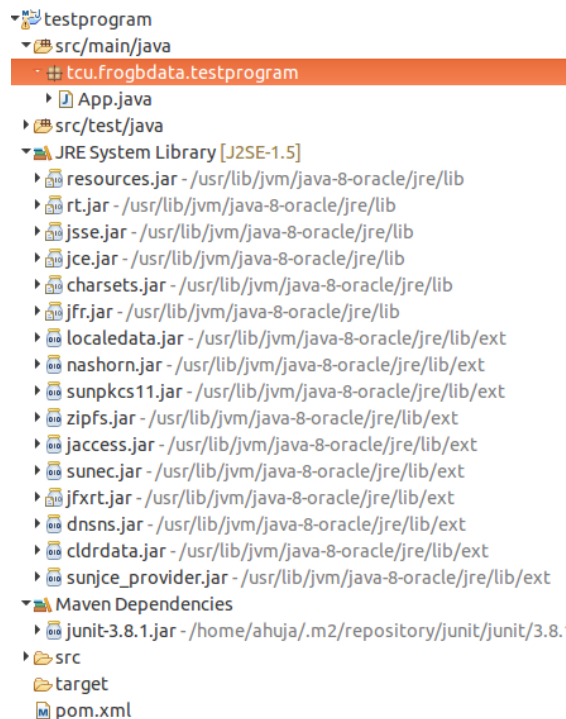 testprogram
src/main/java
tcu.frogbdata.testprogram
App.java
src/test/java
JRE System Library [J2SE-1.5]
resources.jar - /usr/lib/jvm/java-8-oracle/jre/lib
rt.jar - /usr/lib/jvm/java-8-oracle/jre/lib
jsse.jar - /usr/lib/jvm/java-8-oracle/jre/lib
jce.jar - /usr/lib/jvm/java-8-oracle/jre/lib
charsets.jar - /usr/lib/jvm/java-8-oracle/jre/lib
jfr.jar - /usr/lib/jvm/java-8-oracle/jre/lib
localedata.jar - /usr/lib/jvm/java-8-oracle/jre/lib/ext
nashorn.jar - /usr/lib/jvm/java-8-oracle/jre/lib/ext
sunpkcs11.jar - /usr/lib/jvm/java-8-oracle/jre/lib/ext
zipfs.jar - /usr/lib/jvm/java-8-oracle/jre/lib/ext
jaccess.jar - /usr/lib/jvm/java-8-oracle/jre/lib/ext
sunec.jar - /usr/lib/jvm/java-8-oracle/jre/lib/ext
jfxrt.jar - /usr/lib/jvm/java-8-oracle/jre/lib/ext
dnsns.jar - /usr/lib/jvm/java-8-oracle/jre/lib/ext
cldrdata.jar - /usr/lib/jvm/java-8-oracle/jre/lib/ext
sunjce_provider.jar - /usr/lib/jvm/java-8-oracle/jre/lib/ext
Maven Dependencies
junit-3.8.1.jar - /home/ahuja/.m2/repository/junit/junit/3.8.1
src
target
pom.xml